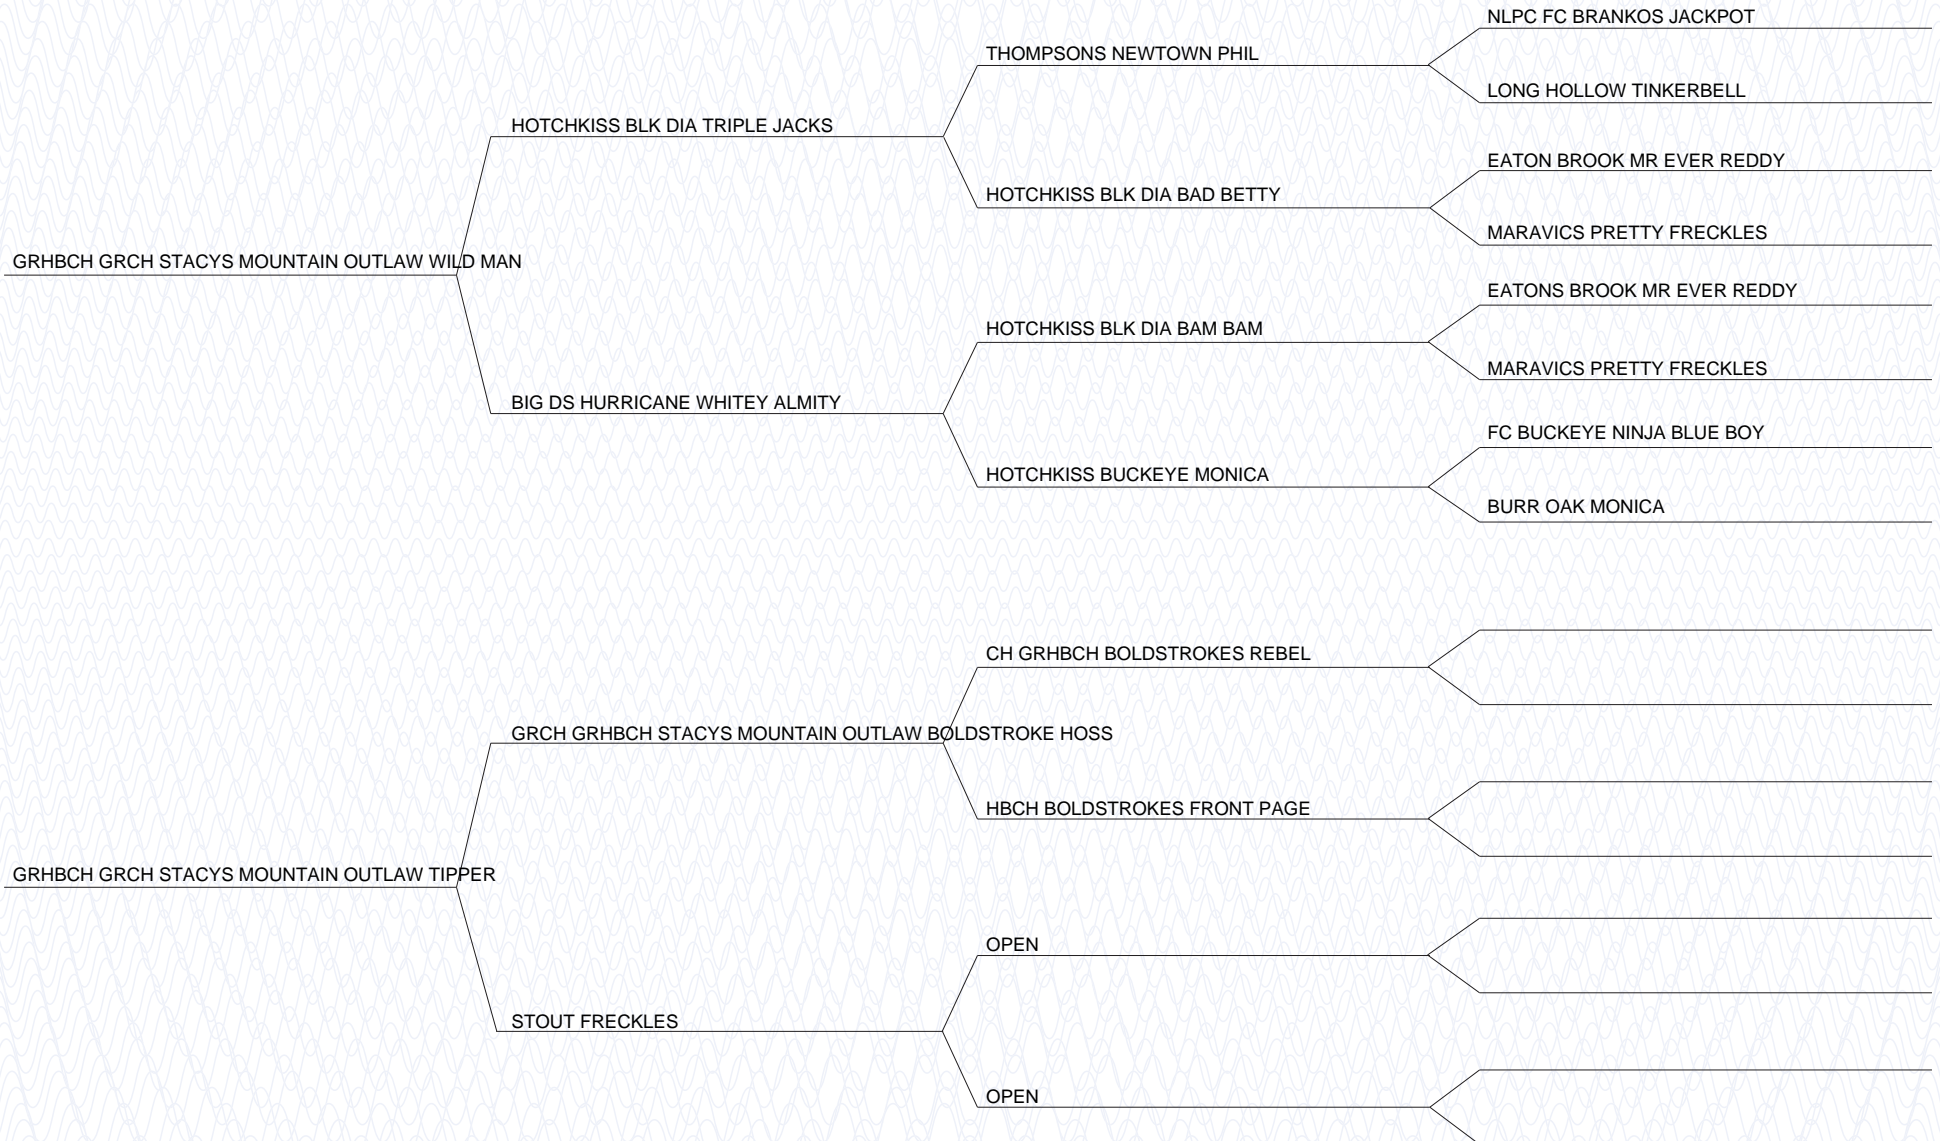 NLPC FC BRANKOS JACKPOT
THOMPSONS NEWTOWN PHIL
LONG HOLLOW TINKERBELL
HOTCHKISS BLK DIA TRIPLE JACKS
EATON BROOK MR EVER REDDY
HOTCHKISS BLK DIA BAD BETTY
MARAVICS PRETTY FRECKLES
GRHBCH GRCH STACYS MOUNTAIN OUTLAW WILD MAN
EATONS BROOK MR EVER REDDY
HOTCHKISS BLK DIA BAM BAM
MARAVICS PRETTY FRECKLES
BIG DS HURRICANE WHITEY ALMITY
FC BUCKEYE NINJA BLUE BOY
HOTCHKISS BUCKEYE MONICA
BURR OAK MONICA
CH GRHBCH BOLDSTROKES REBEL
GRCH GRHBCH STACYS MOUNTAIN OUTLAW BOLDSTROKE HOSS
HBCH BOLDSTROKES FRONT PAGE
GRHBCH GRCH STACYS MOUNTAIN OUTLAW TIPPER
OPEN
STOUT FRECKLES
OPEN